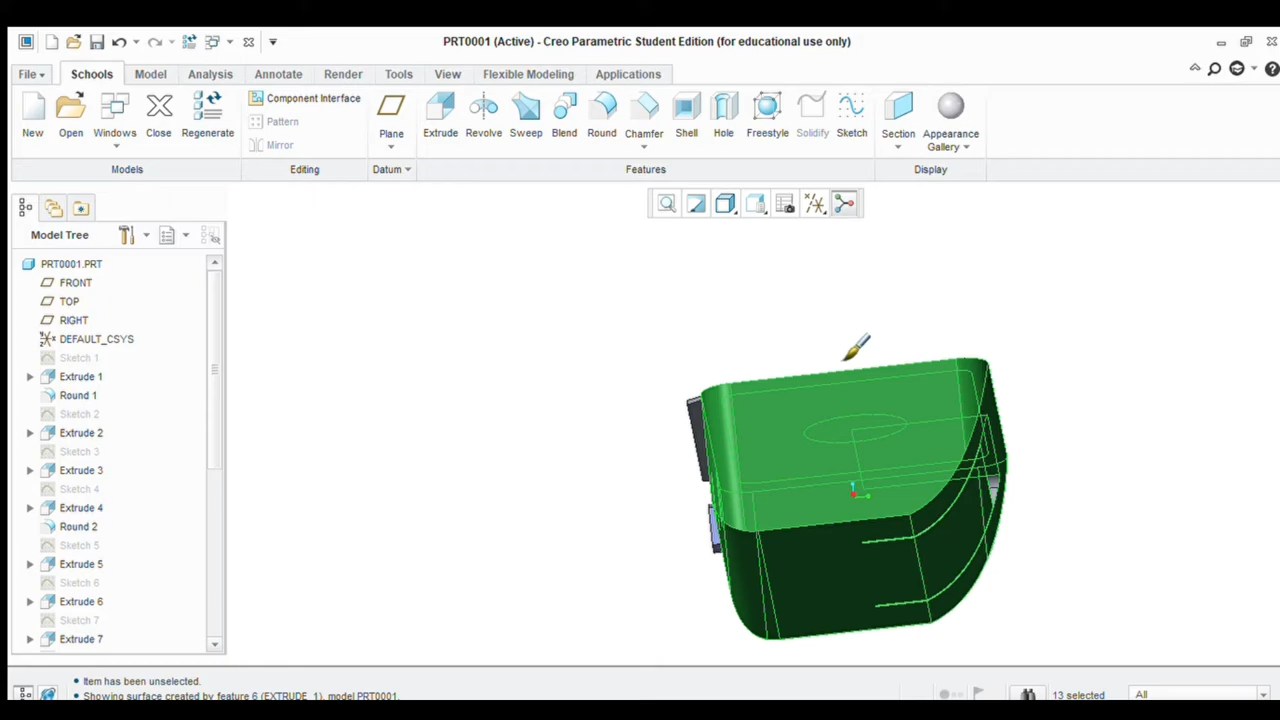 PRT0001 (Active) - Creo Parametric Student Edition (for educational use only)
File Schools Model Analysis Annotate Render Tools View Flexible Modeling Applications
New Open Windows Close Regenerate
Component Interface
Pattern
Mirror
Plane
Extrude Revolve Sweep Blend Round Chamfer Shell Hole Freestyle Solidify Sketch
Section Appearance Gallery
Models Editing Datum Features Display
Model Tree
PRT0001.PRT
FRONT
TOP
RIGHT
DEFAULT_CSYS
Sketch 1
Extrude 1
Round 1
Sketch 2
Extrude 2
Sketch 3
Extrude 3
Sketch 4
Extrude 4
Round 2
Sketch 5
Extrude 5
Sketch 6
Extrude 6
Sketch 7
Extrude 7
• Item has been unselected.
• Showing surface created by feature 6 (EXTRUDE_1), model PRT0001.
13 selected
All